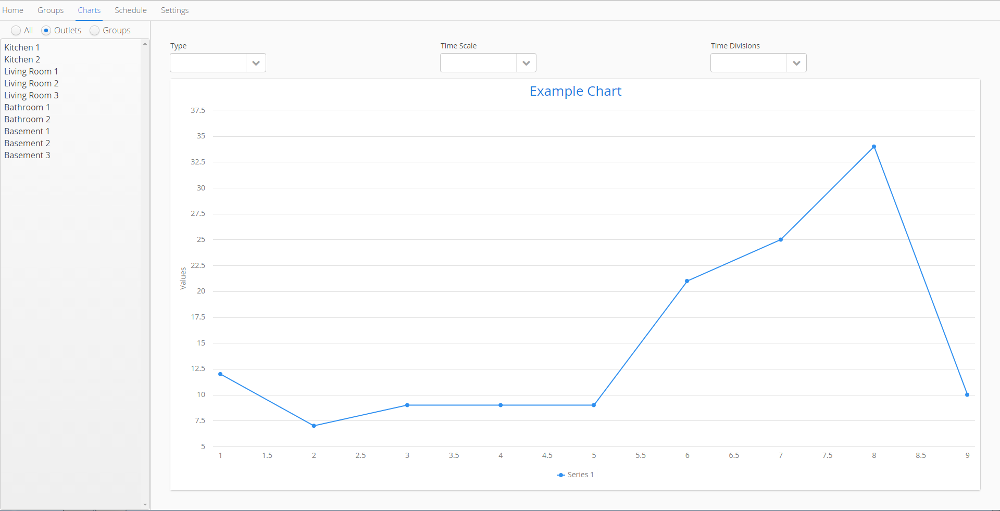 Home Groups Charts Schedule Settings
All Outlets Groups
Kitchen 1
Kitchen 2
Living Room 1
Living Room 2
Living Room 3
Bathroom 1
Bathroom 2
Basement 1
Basement 2
Basement 3
Type Time Scale Time Divisions
Example Chart
Values
37.5
35
32.5
30
27.5
25
22.5
20
17.5
15
12.5
10
7.5
5
1 1.5 2 2.5 3 3.5 4 4.5 5 5.5 6 6.5 7 7.5 8 8.5 9
Series 1